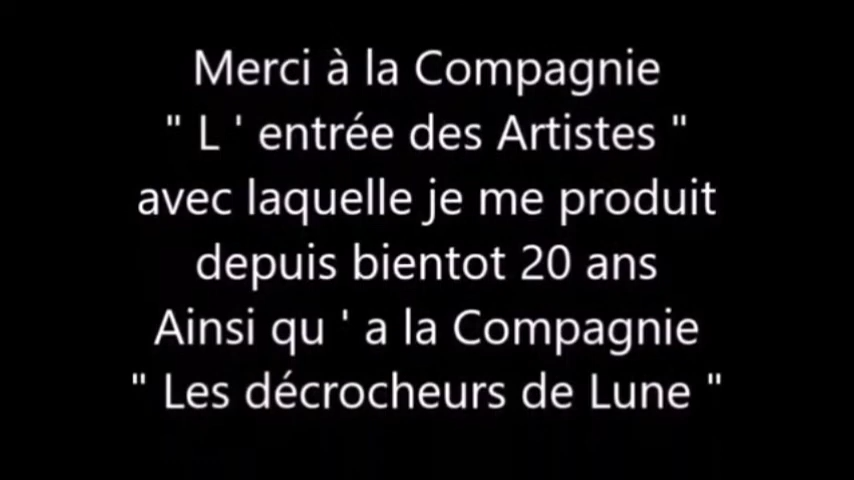 Merci à la Compagnie
" L ' entrée des Artistes "
avec laquelle je me produit
depuis bientot 20 ans
Ainsi qu ' a la Compagnie
" Les décrocheurs de Lune "